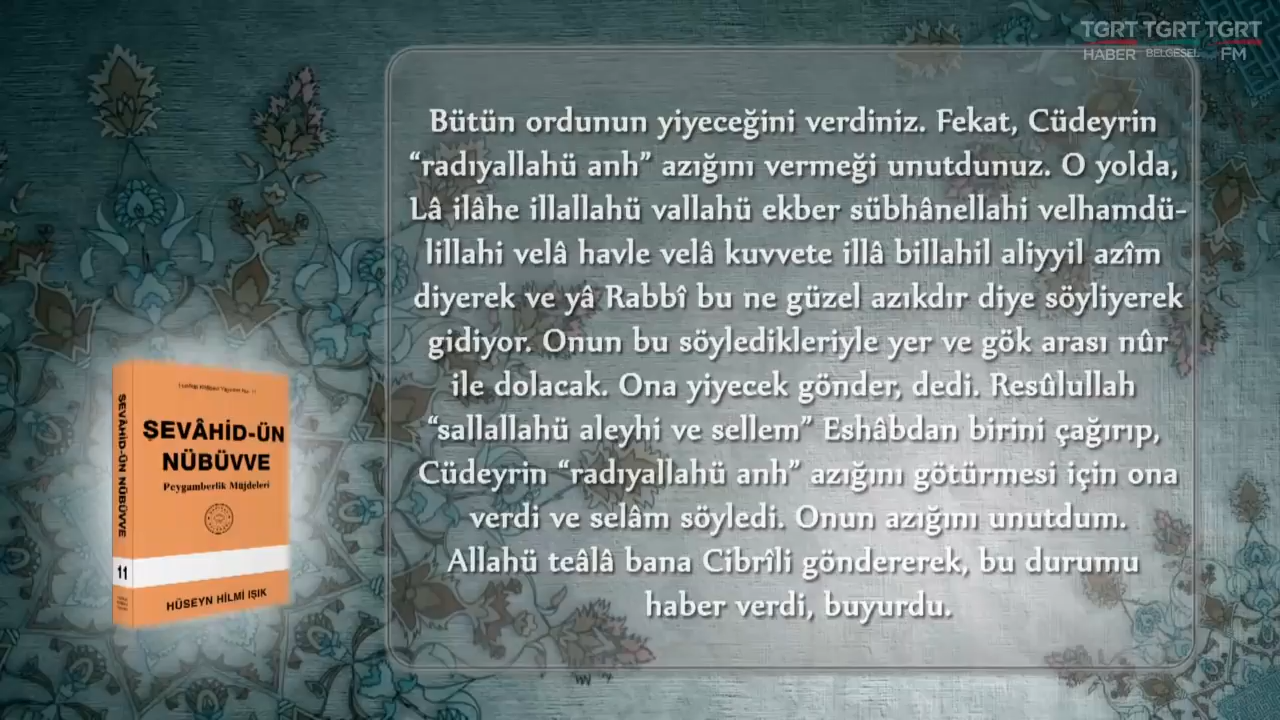 TGRT TGRT TGRT
HABER BELGESEL FM
Bütün ordunun yiyeceğini verdiniz. Fekat, Cüdeyrin
“radıyallahü anh” azığını vermeği unutdunuz. O yolda,
Lâ ilâhe illallahü vallahü ekber sübhânellahi velhamdü-
lillahi velâ havle velâ kuvvete illâ billahil aliyyil azîm
diyerek ve yâ Rabbî bu ne güzel azıkdır diye söyliyerek
gidiyor. Onun bu söyledikleriyle yer ve gök arası nûr
ile dolacak. Ona yiyecek gönder, dedi. Resûlullah
“sallallahü aleyhi ve sellem” Eshâbdan birini çağırıp,
Cüdeyrin “radıyallahü anh” azığını götürmesi için ona
verdi ve selâm söyledi. Onun azığını unutdum.
Allahü teâlâ bana Cibrîli göndererek, bu durumu
haber verdi, buyurdu.
ŞEVÂHİD-ÜN
NÜBÜVVE
Peygamberlik Müjdeleri
HÜSEYN HİLMİ IŞIK
ŞEVÂHİD-ÜN NÜBÜVVE
11